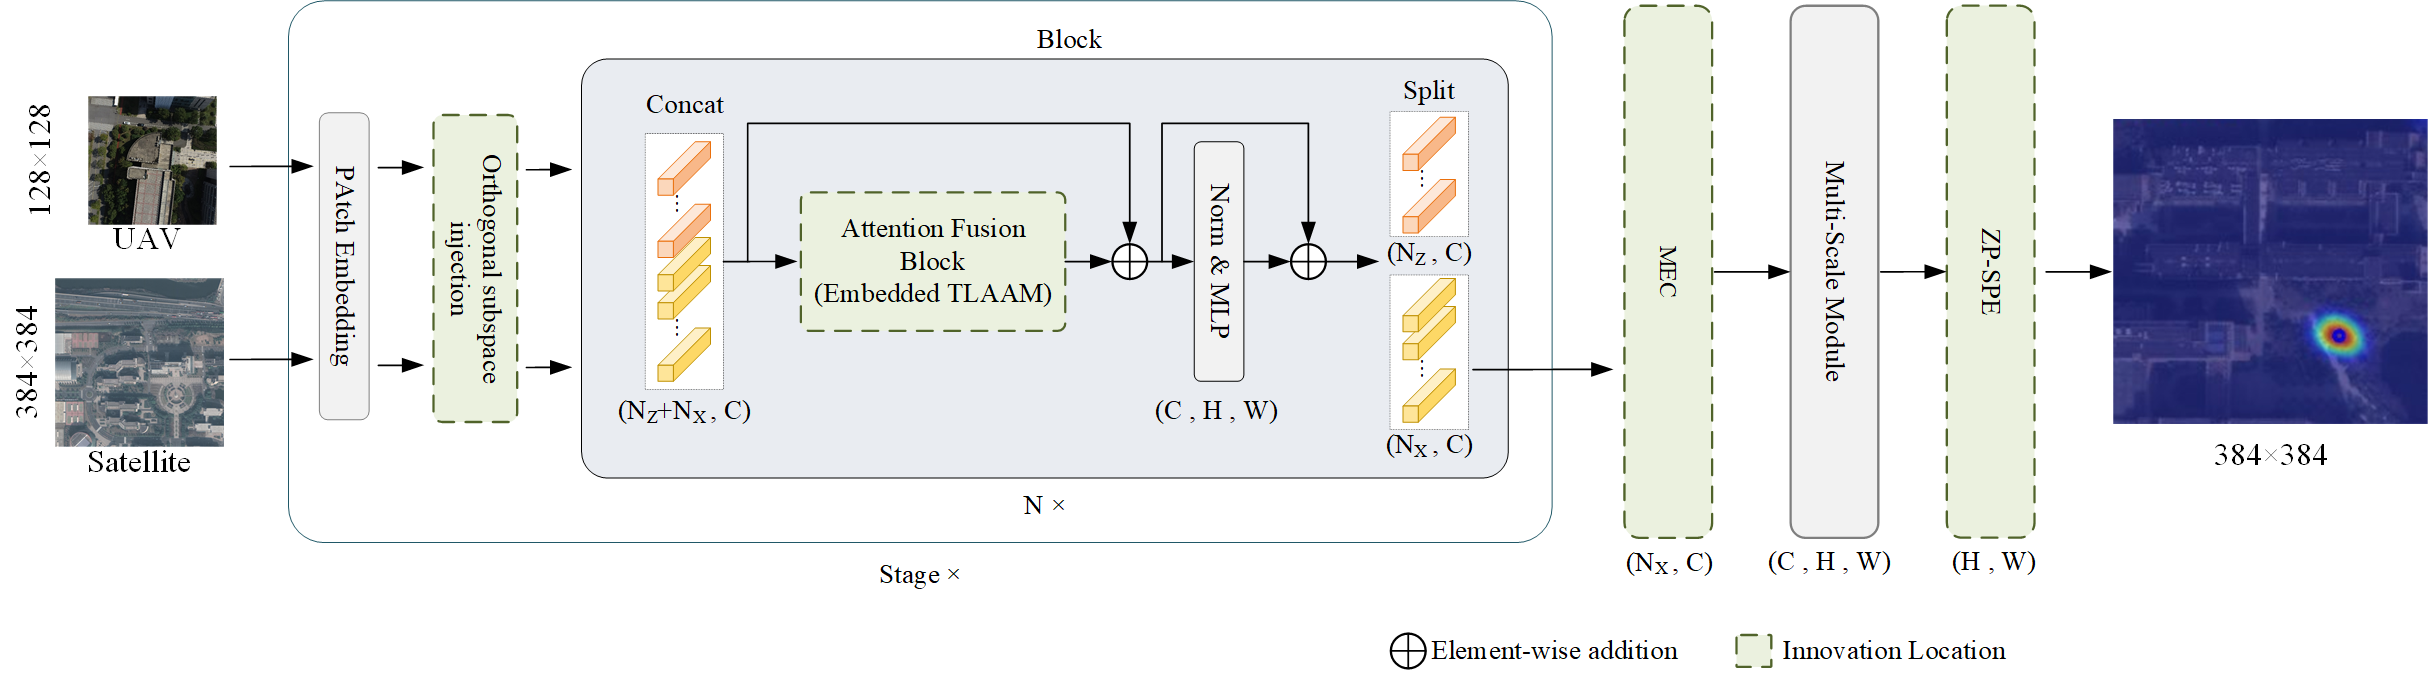 Block
128×128
UAV
384×384
Satellite
PAtch Embedding
Orthogonal subspace
injection
Concat
(NZ+NX , C)
Attention Fusion
Block
(Embedded TLAAM)
Norm & MLP
(C , H , W)
Split
(NZ , C)
(NX , C)
N ×
Stage ×
MEC
(NX , C)
Multi-Scale Module
(C , H , W)
ZP-SPE
(H , W)
384×384
Element-wise addition
Innovation Location